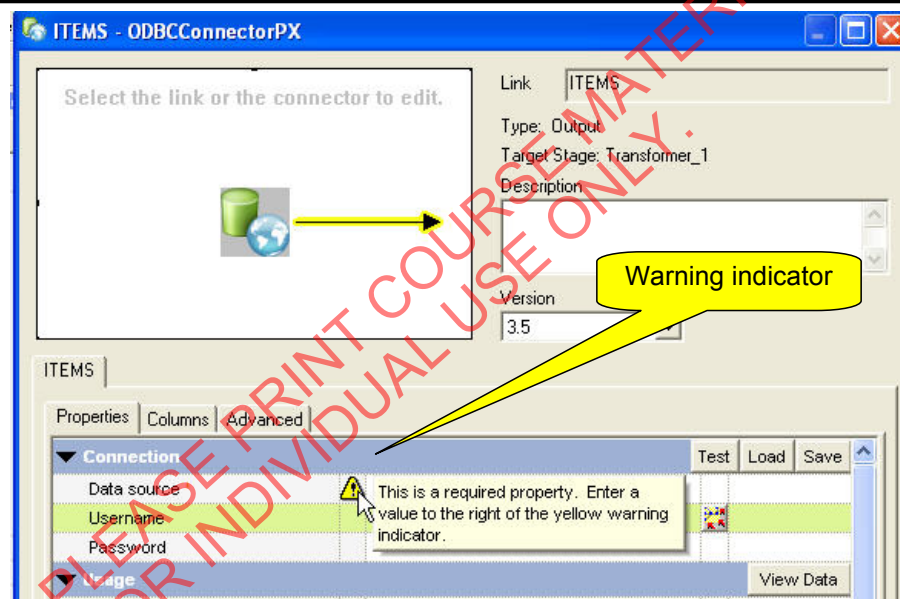 ITEMS - ODBCConnectorPX
Select the link or the connector to edit.
Link ITEMS
Type: Output
Target Stage: Transformer_1
Description
Warning indicator
Version
3.5
ITEMS
Properties Columns Advanced
Connection Test Load Save
Data source
This is a required property. Enter a
value to the right of the yellow warning
indicator.
Username
Password
Usage View Data
PLEASE PRINT COURSE MATERI
FOR INDIVIDUAL USE ONLY.